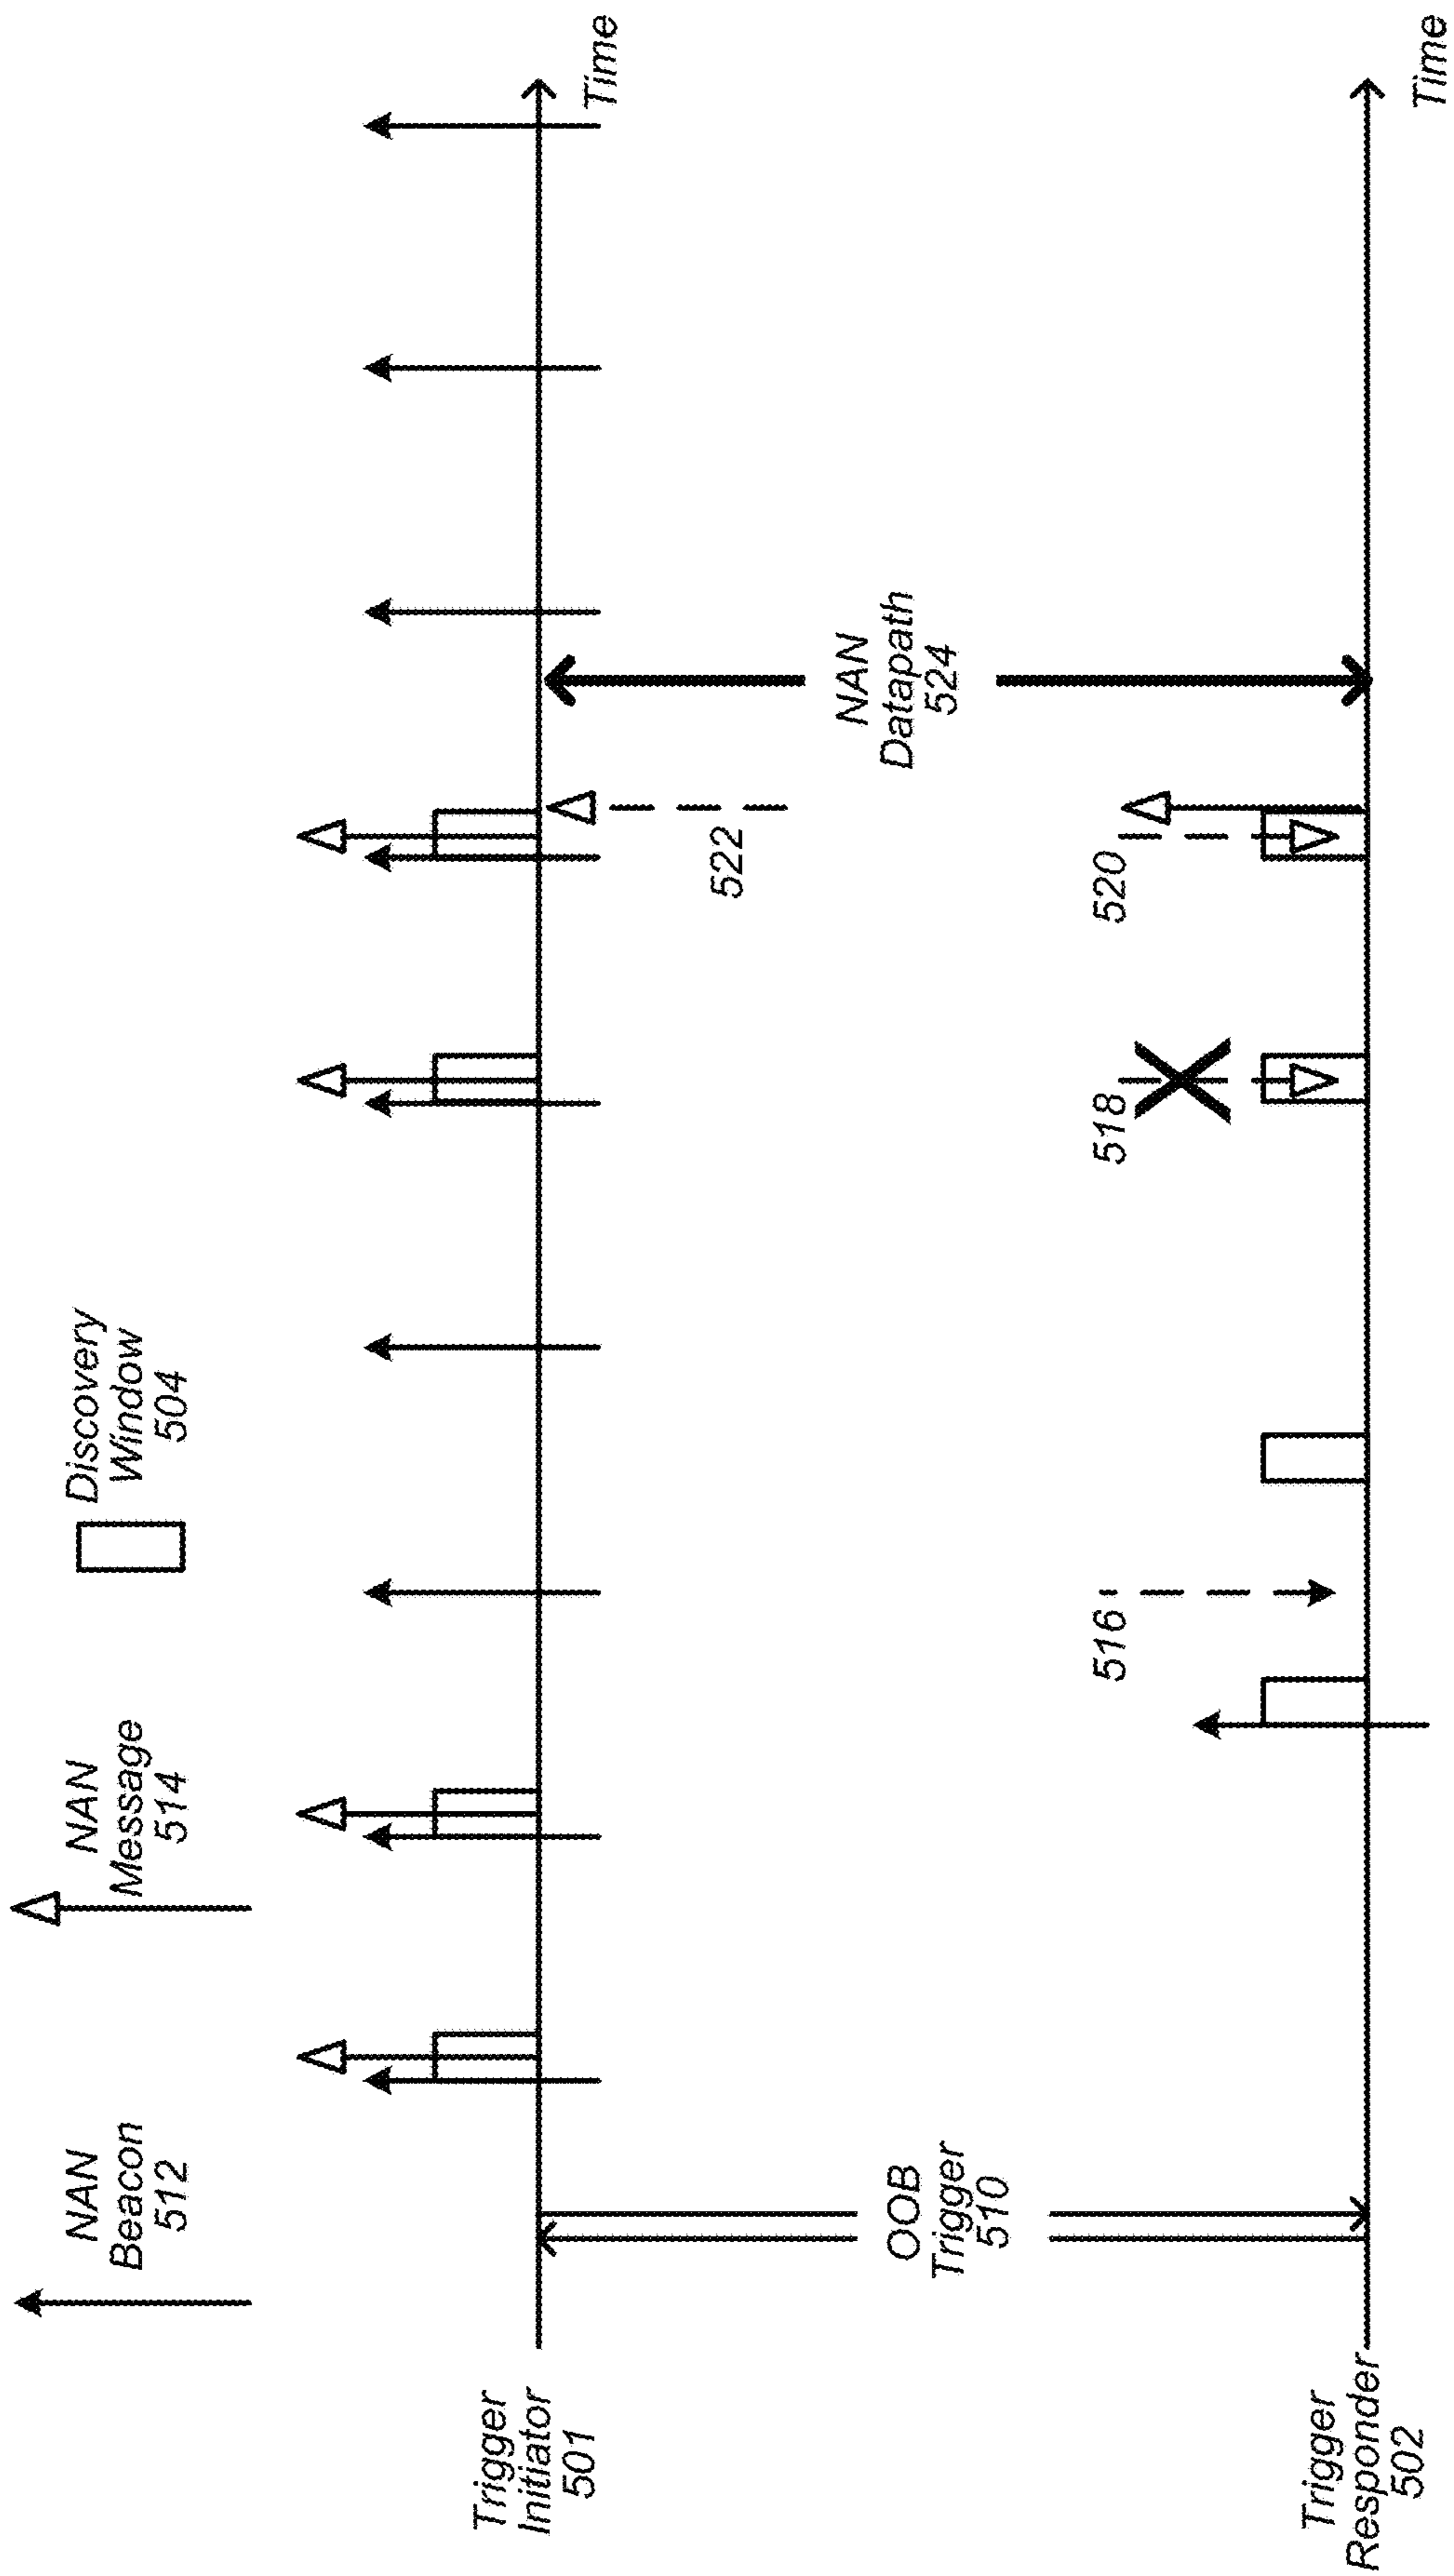 NAN
Beacon
512
NAN
Message
514
Discovery
Window
504
Trigger
Initiator
501
Time
OOB
Trigger
510
522
NAN
Datapath
524
516
518
520
Trigger
Responder
502
Time